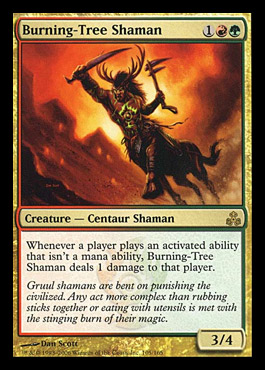 Burning-Tree Shaman
1
Creature — Centaur Shaman
Whenever a player plays an activated ability
that isn't a mana ability, Burning-Tree
Shaman deals 1 damage to that player.
Gruul shamans are bent on punishing the
civilized. Any act more complex than rubbing
sticks together or eating with utensils is met with
the stinging burn of their magic.
3/4
Dan Scott